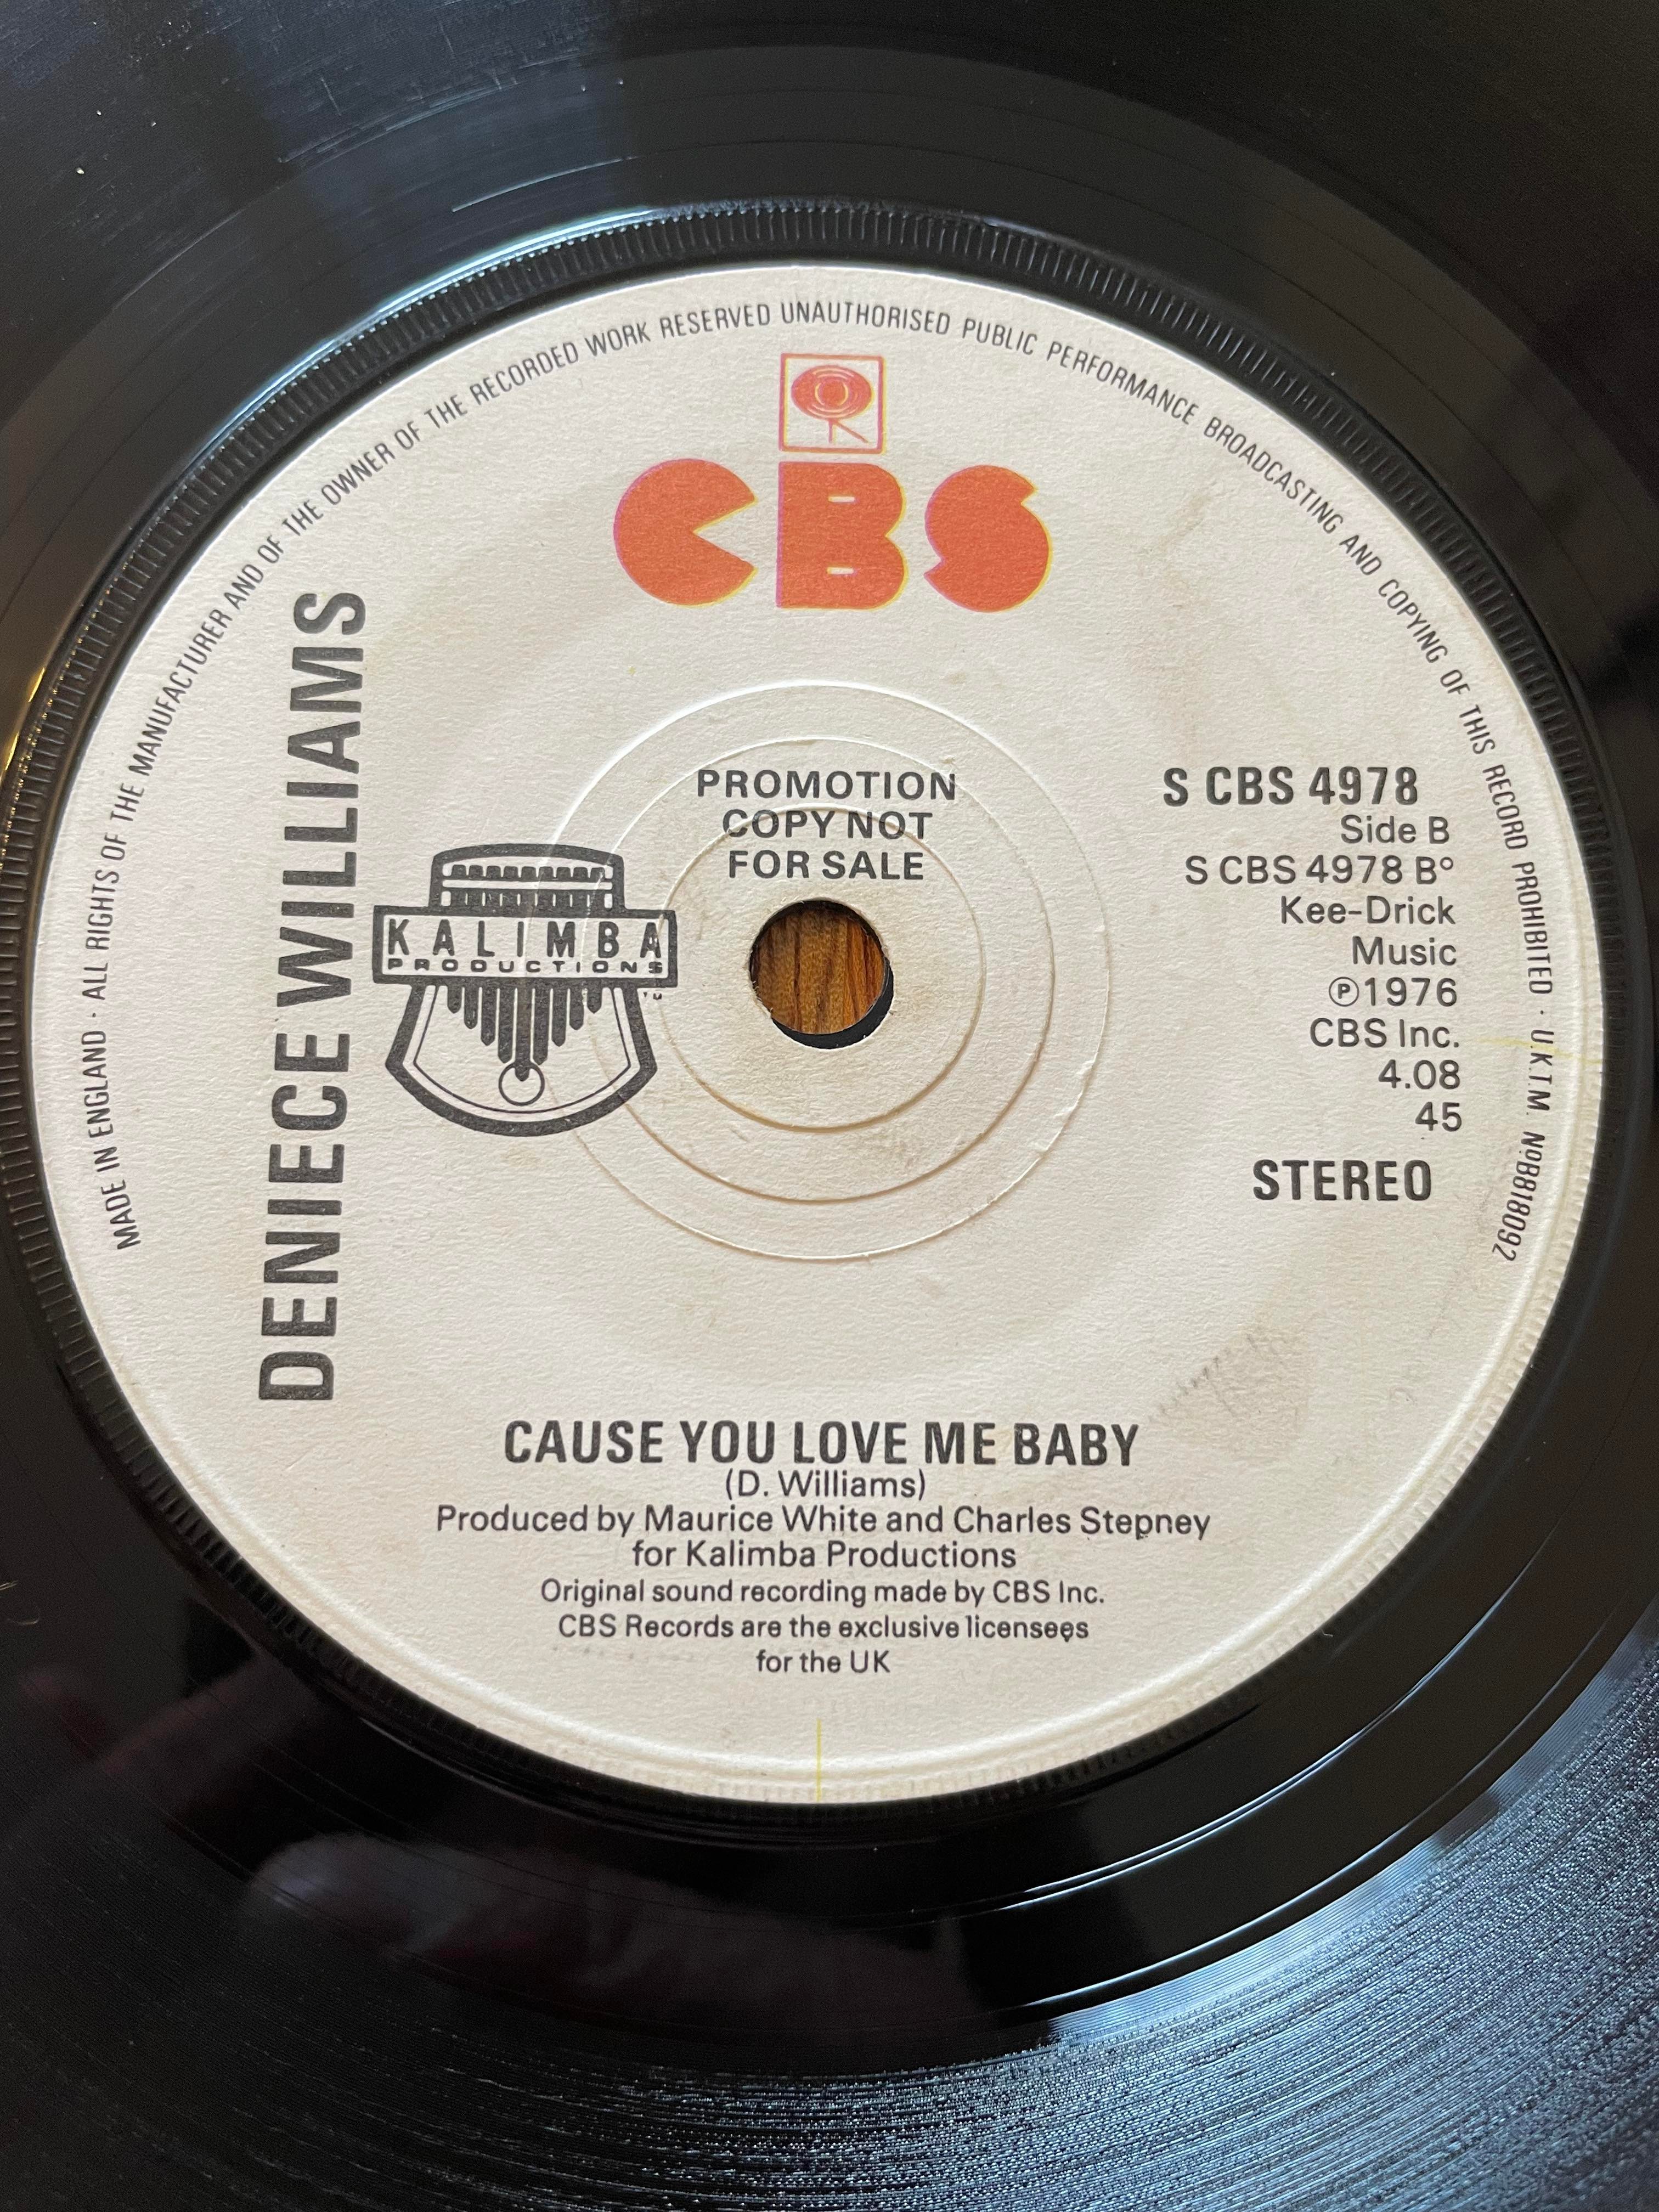 MADE IN ENGLAND · ALL RIGHTS OF THE MANUFACTURER AND OF THE OWNER OF THE RECORDED WORK RESERVED UNAUTHORISED PUBLIC PERFORMANCE BROADCASTING AND COPYING OF THIS RECORD PROHIBITED · U.K.T.M. Nº8818092
CBS
DENIECE WILLIAMS
KALIMBA
PRODUCTIONS
PROMOTION
COPY NOT
FOR SALE
S CBS 4978
Side B
S CBS 4978 B°
Kee-Drick
Music
℗1976
CBS Inc.
4.08
45
STEREO
CAUSE YOU LOVE ME BABY
(D. Williams)
Produced by Maurice White and Charles Stepney
for Kalimba Productions
Original sound recording made by CBS Inc.
CBS Records are the exclusive licensees
for the UK